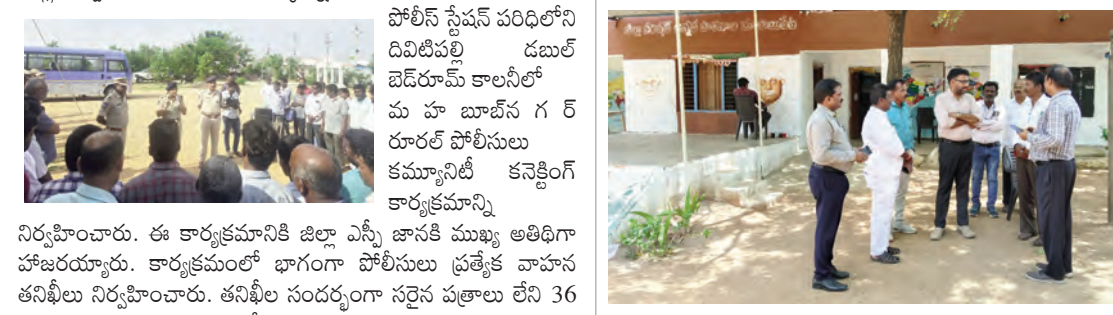 పోలీస్ స్టేషన్ పరిధిలోని
దివిటిపల్లి డబుల్
బెడ్‌రూమ్ కాలనీలో
మ హ బూబ్‌న గ ర్
రూరల్ పోలీసులు
కమ్యూనిటీ కనెక్టింగ్
కార్యక్రమాన్ని
నిర్వహించారు. ఈ కార్యక్రమానికి జిల్లా ఎస్పీ జానకి ముఖ్య అతిథిగా
హాజరయ్యారు. కార్యక్రమంలో భాగంగా పోలీసులు ప్రత్యేక వాహన
తనిఖీలు నిర్వహించారు. తనిఖీల సందర్భంగా సరైన పత్రాలు లేని 36